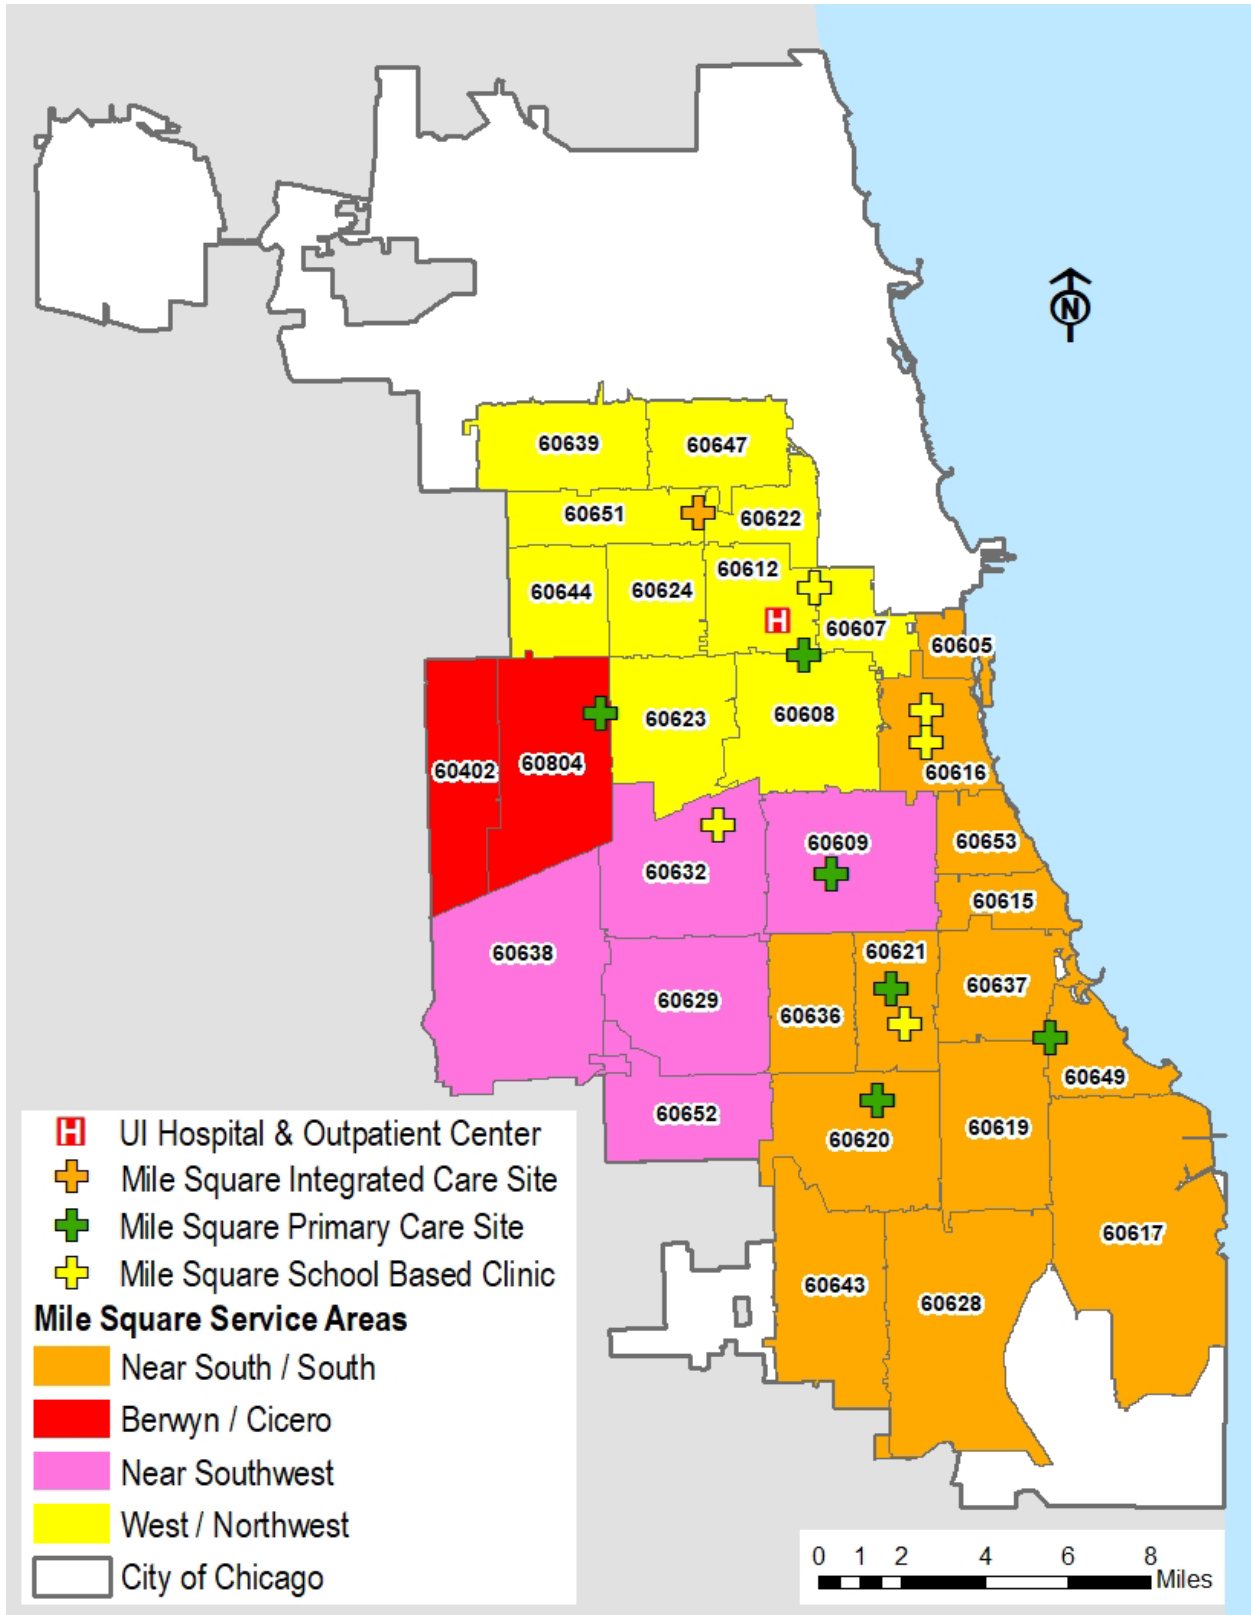 N
60639
60647
60651
60622
60612
60644
60624
H
60607
60605
60623
60608
60402
60804
60616
60609
60653
60632
60615
60638
60621
60637
60629
60636
60649
60652
60620
60619
60617
60643
60628
H UI Hospital & Outpatient Center
Mile Square Integrated Care Site
Mile Square Primary Care Site
Mile Square School Based Clinic
Mile Square Service Areas
Near South / South
Berwyn / Cicero
Near Southwest
West / Northwest
City of Chicago
0 1 2 4 6 8
Miles